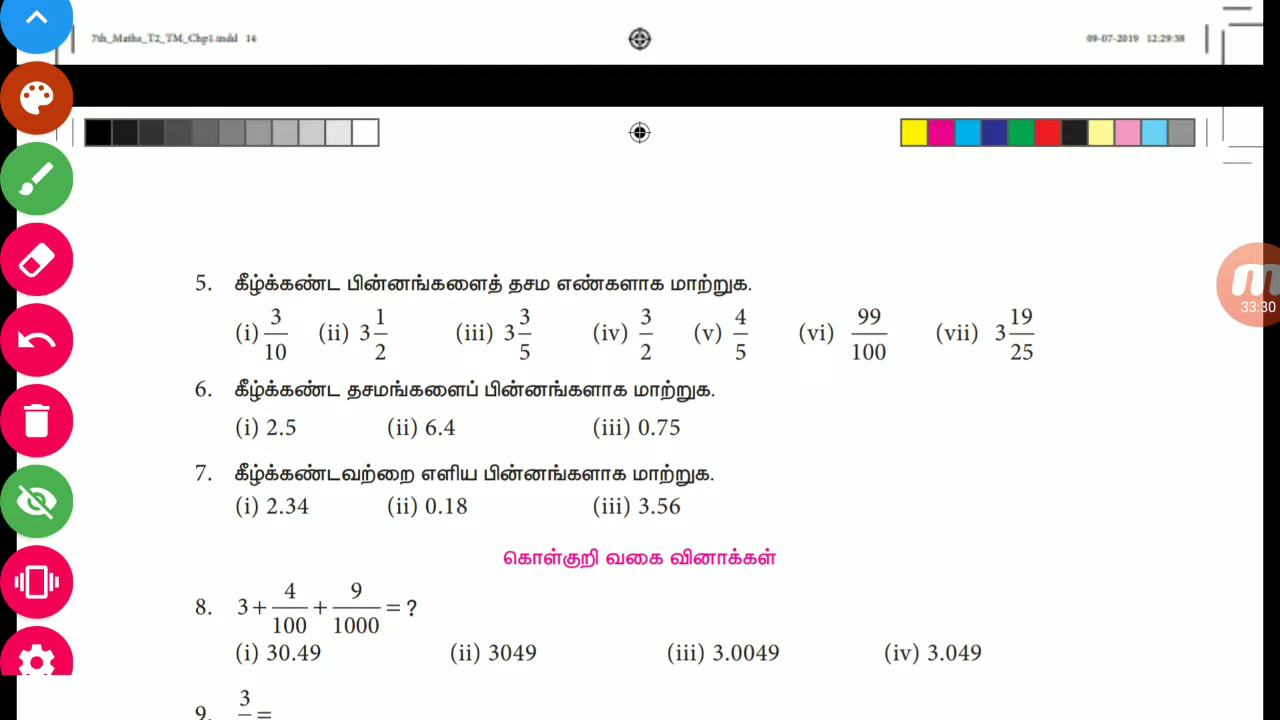 7th_Maths_T2_TM_Chp1.indd 14 09-07-2019 12:29:38
5. கீழ்க்கண்ட பின்னங்களைத் தசம எண்களாக மாற்றுக.
33:30
(i) 3/10 (ii) 3 1/2 (iii) 3 3/5 (iv) 3/2 (v) 4/5 (vi) 99/100 (vii) 3 19/25
6. கீழ்க்கண்ட தசமங்களைப் பின்னங்களாக மாற்றுக.
(i) 2.5 (ii) 6.4 (iii) 0.75
7. கீழ்க்கண்டவற்றை எளிய பின்னங்களாக மாற்றுக.
(i) 2.34 (ii) 0.18 (iii) 3.56
கொள்குறி வகை வினாக்கள்
8. 3 + 4/100 + 9/1000 = ?
(i) 30.49 (ii) 3049 (iii) 3.0049 (iv) 3.049
9. 3 =